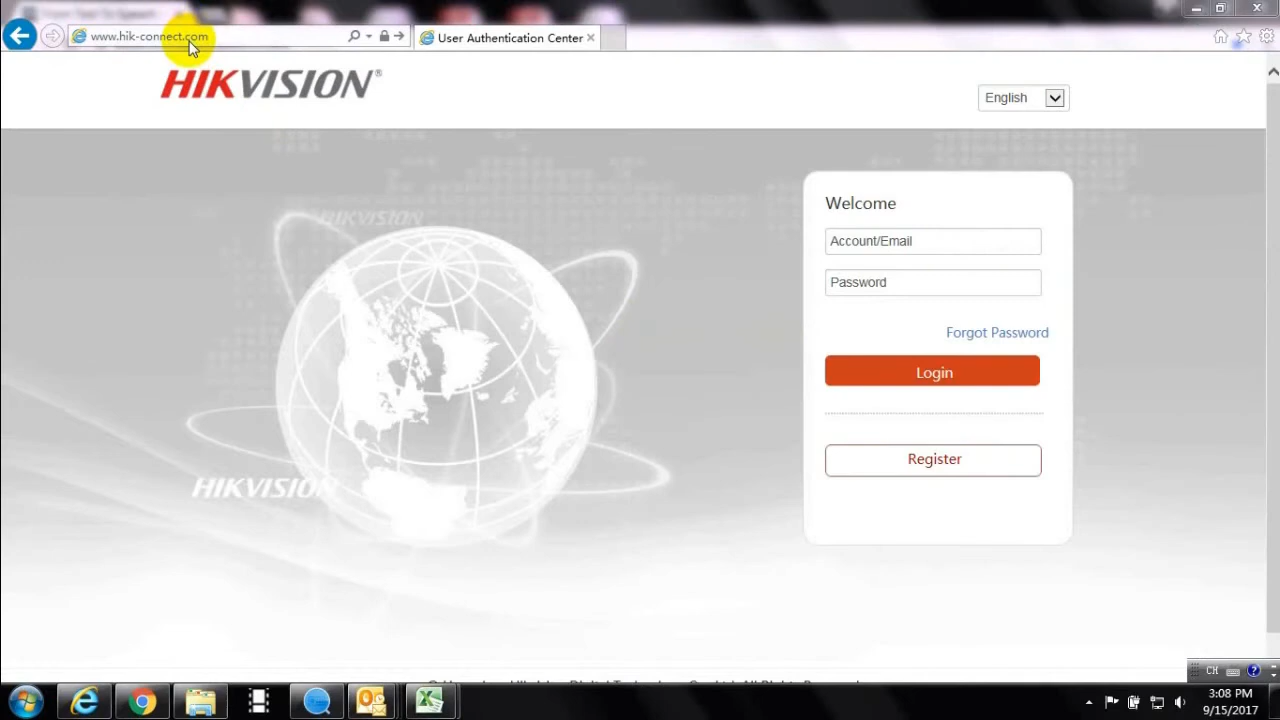 www.hik-connect.com
User Authentication Center
HIKVISION®
English
HIKVISION
Welcome
Account/Email
Password
Forgot Password
Login
Register
HIKVISION
CH
3:08 PM
9/15/2017